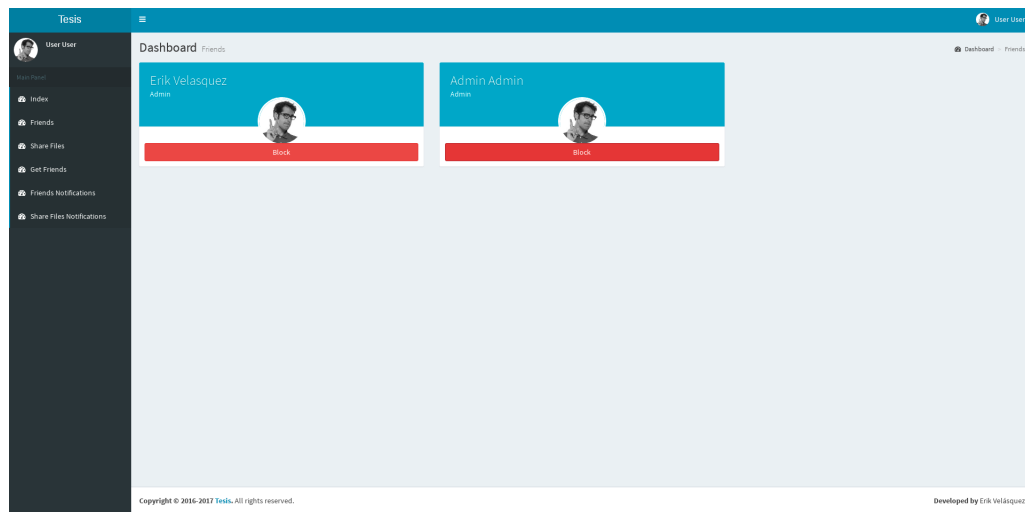 Tesis
User User
User User
Main Panel
Index
Friends
Share Files
Get Friends
Friends Notifications
Share Files Notifications
Dashboard Friends
Dashboard > Friends
Erik Velasquez
Admin
Block
Admin Admin
Admin
Block
Copyright © 2016-2017 Tesis. All rights reserved.
Developed by Erik Velásquez